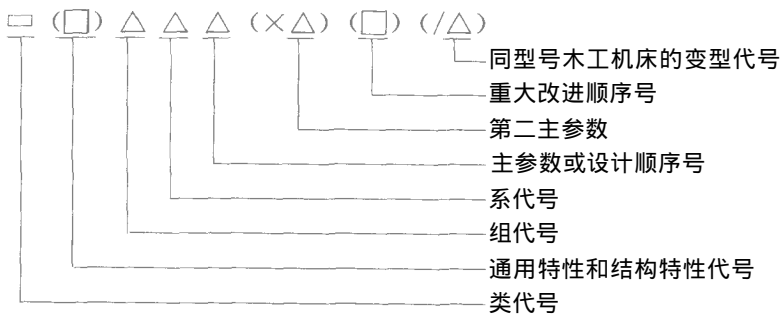 □ (□) △ △ △ (×△) (□) (/△)
同型号木工机床的变型代号
重大改进顺序号
第二主参数
主参数或设计顺序号
系代号
组代号
通用特性和结构特性代号
类代号